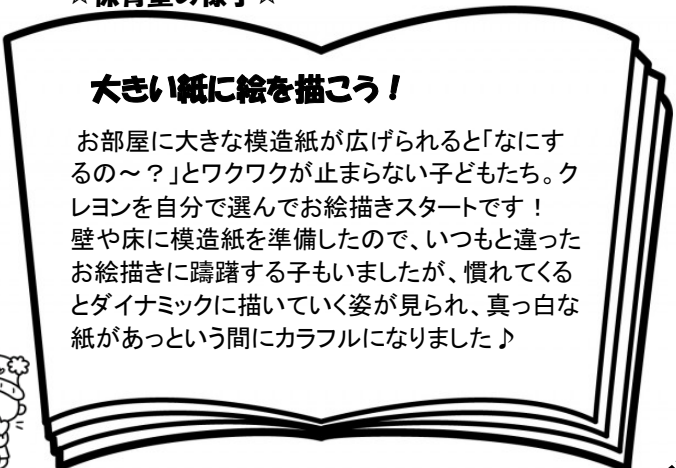 ☆保育室の様子☆
大きい紙に絵を描こう！
お部屋に大きな模造紙が広げられると「なにす
るの～？」とワクワクが止まらない子どもたち。ク
レヨンを自分で選んでお絵描きスタートです！
壁や床に模造紙を準備したので、いつもと違った
お絵描きに躊躇する子もいましたが、慣れてくる
とダイナミックに描いていく姿が見られ、真っ白な
紙があっという間にカラフルになりました♪